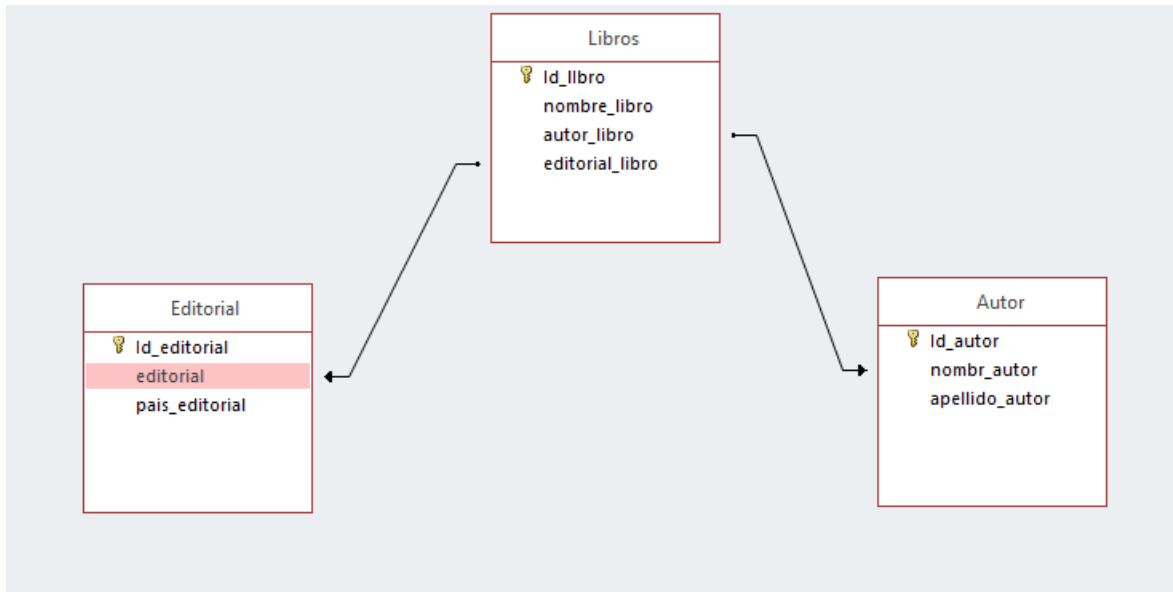 Libros
Id_lIbro
nombre_libro
autor_libro
editorial_libro
Editorial
Id_editorial
editorial
pais_editorial
Autor
Id_autor
nombr_autor
apellido_autor